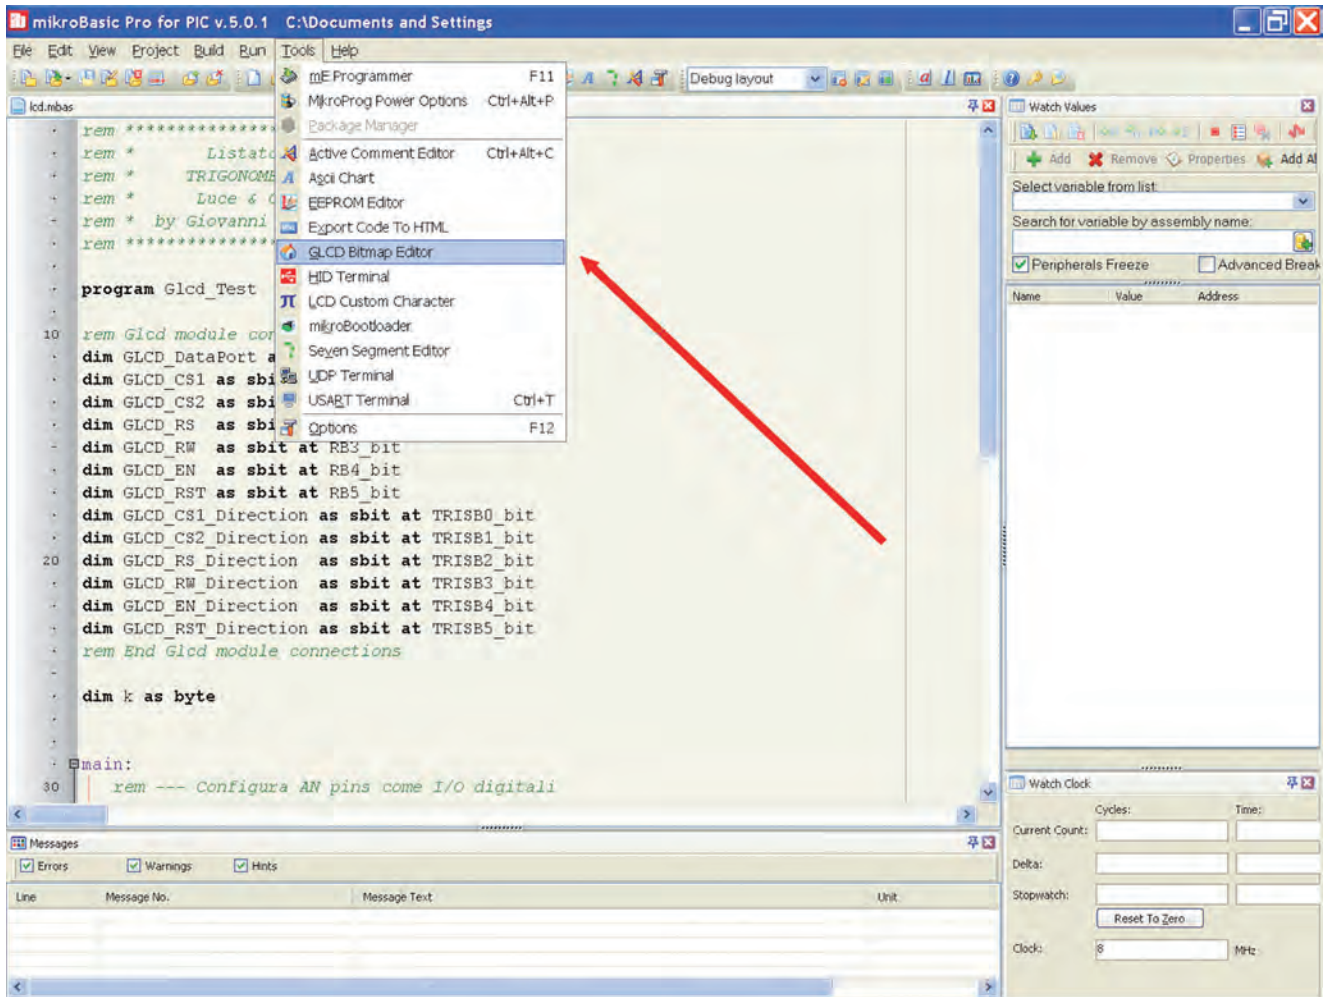 mikroBasic Pro for PIC v.5.0.1 C:\Documents and Settings
File Edit View Project Build Run Tools Help
Debug layout
mE Programmer F11
MikroProg Power Options Ctrl+Alt+P
Package Manager
Active Comment Editor Ctrl+Alt+C
Ascii Chart
EEPROM Editor
Export Code To HTML
GLCD Bitmap Editor
HID Terminal
LCD Custom Character
mikroBootloader
Seven Segment Editor
UDP Terminal
USART Terminal Ctrl+T
Options F12
lcd.mbas
rem ***************
rem *
rem *
rem * Luce &
rem * by Giovanni
rem ***************
program Glcd_Test
10 rem Glcd module
dim GLCD_DataPort
dim GLCD_CS1 as
dim GLCD_CS2 as
dim GLCD_RS as
dim GLCD_RW as sbit at RB3_bit
dim GLCD_EN as sbit at RB4_bit
dim GLCD_RST as sbit at RB5_bit
dim GLCD_CS1_Direction as sbit at TRISB0_bit
dim GLCD_CS2_Direction as sbit at TRISB1_bit
20 dim GLCD_RS_Direction as sbit at TRISB2_bit
dim GLCD_RW_Direction as sbit at TRISB3_bit
dim GLCD_EN_Direction as sbit at TRISB4_bit
dim GLCD_RST_Direction as sbit at TRISB5_bit
rem End Glcd module connections
dim k as byte
main:
30 rem --- Configura AN pins come I/O digitali
Watch Values
Add Remove Properties Add Al
Select variable from list:
Search for variable by assembly name:
Peripherals Freeze Advanced Break
Name Value Address
Messages
Errors Warnings Hints
Line Message No. Message Text Unit
Watch Clock
Cycles: Time:
Current Count:
Delta:
Stopwatch:
Reset To Zero
Clock: 8 MHz